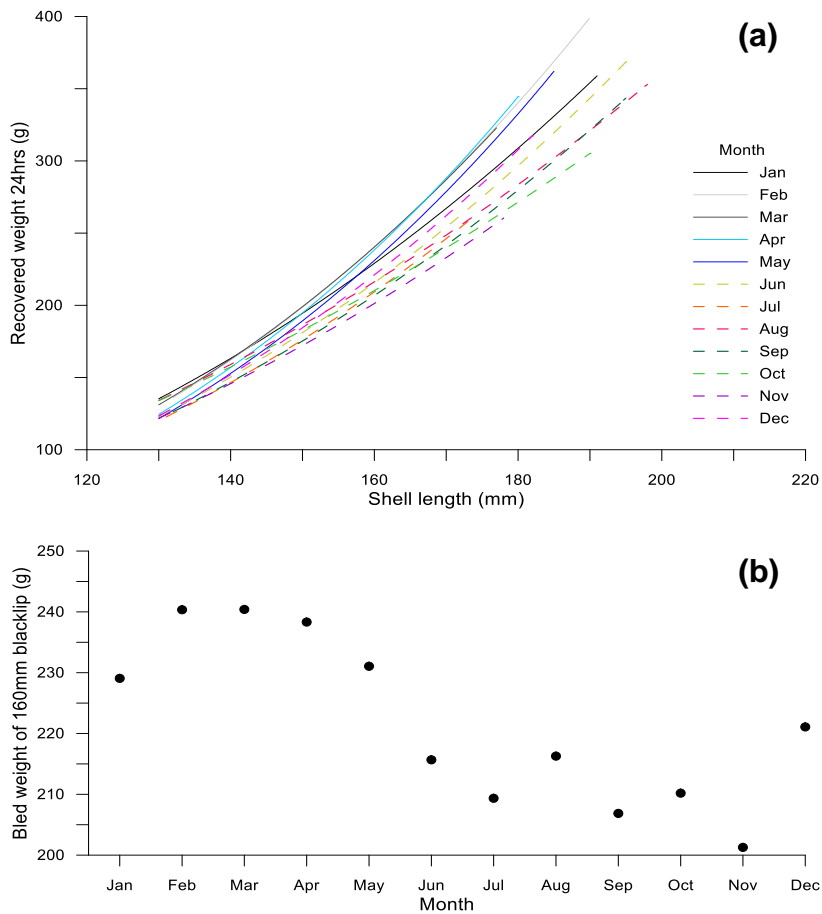 (a)
400
300
200
100
Recovered weight 24hrs (g)
120 140 160 180 200 220
Shell length (mm)
Month
Jan
Feb
Mar
Apr
May
Jun
Jul
Aug
Sep
Oct
Nov
Dec
(b)
250
240
230
220
210
200
Bled weight of 160mm blacklip (g)
Jan Feb Mar Apr May Jun Jul Aug Sep Oct Nov Dec
Month